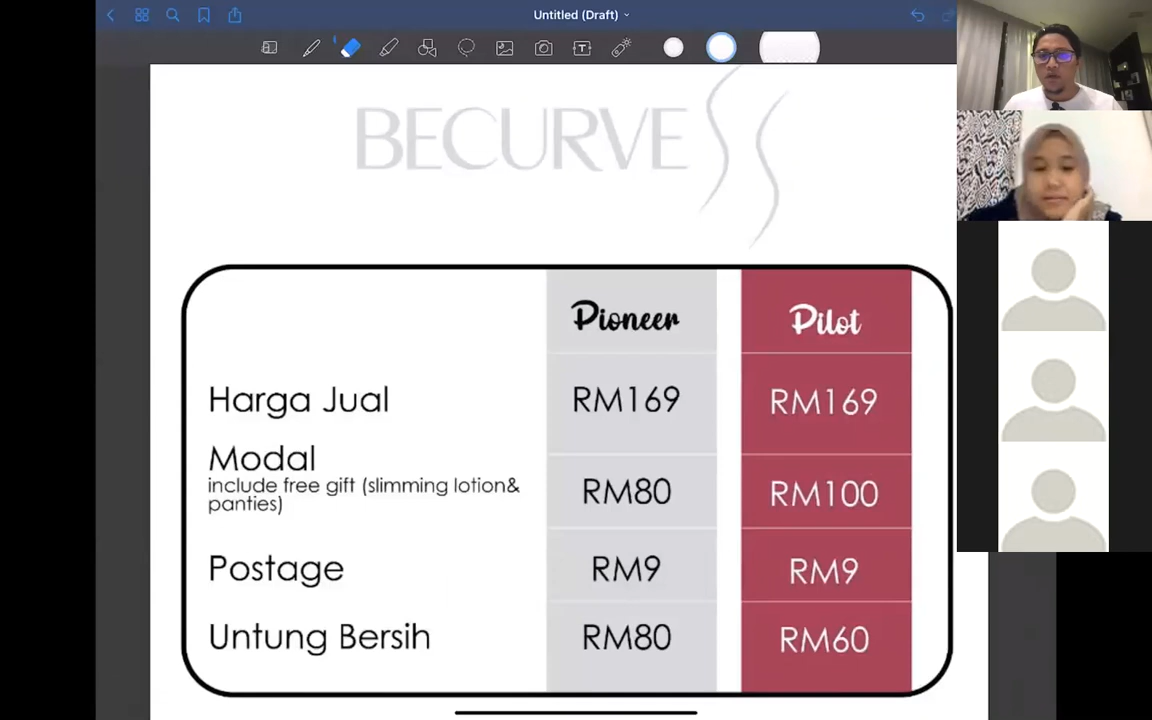 Untitled (Draft)
BECURVE
Pioneer Pilot
Harga Jual RM169 RM169
Modal
include free gift (slimming lotion&
panties)
RM80 RM100
Postage RM9 RM9
Untung Bersih RM80 RM60